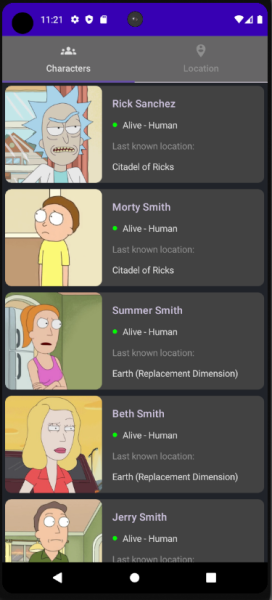 11:21
Characters
Location
Rick Sanchez
Alive - Human
Last known location:
Citadel of Ricks
Morty Smith
Alive - Human
Last known location:
Citadel of Ricks
Summer Smith
Alive - Human
Last known location:
Earth (Replacement Dimension)
Beth Smith
Alive - Human
Last known location:
Earth (Replacement Dimension)
Jerry Smith
Alive - Human
Last known location: